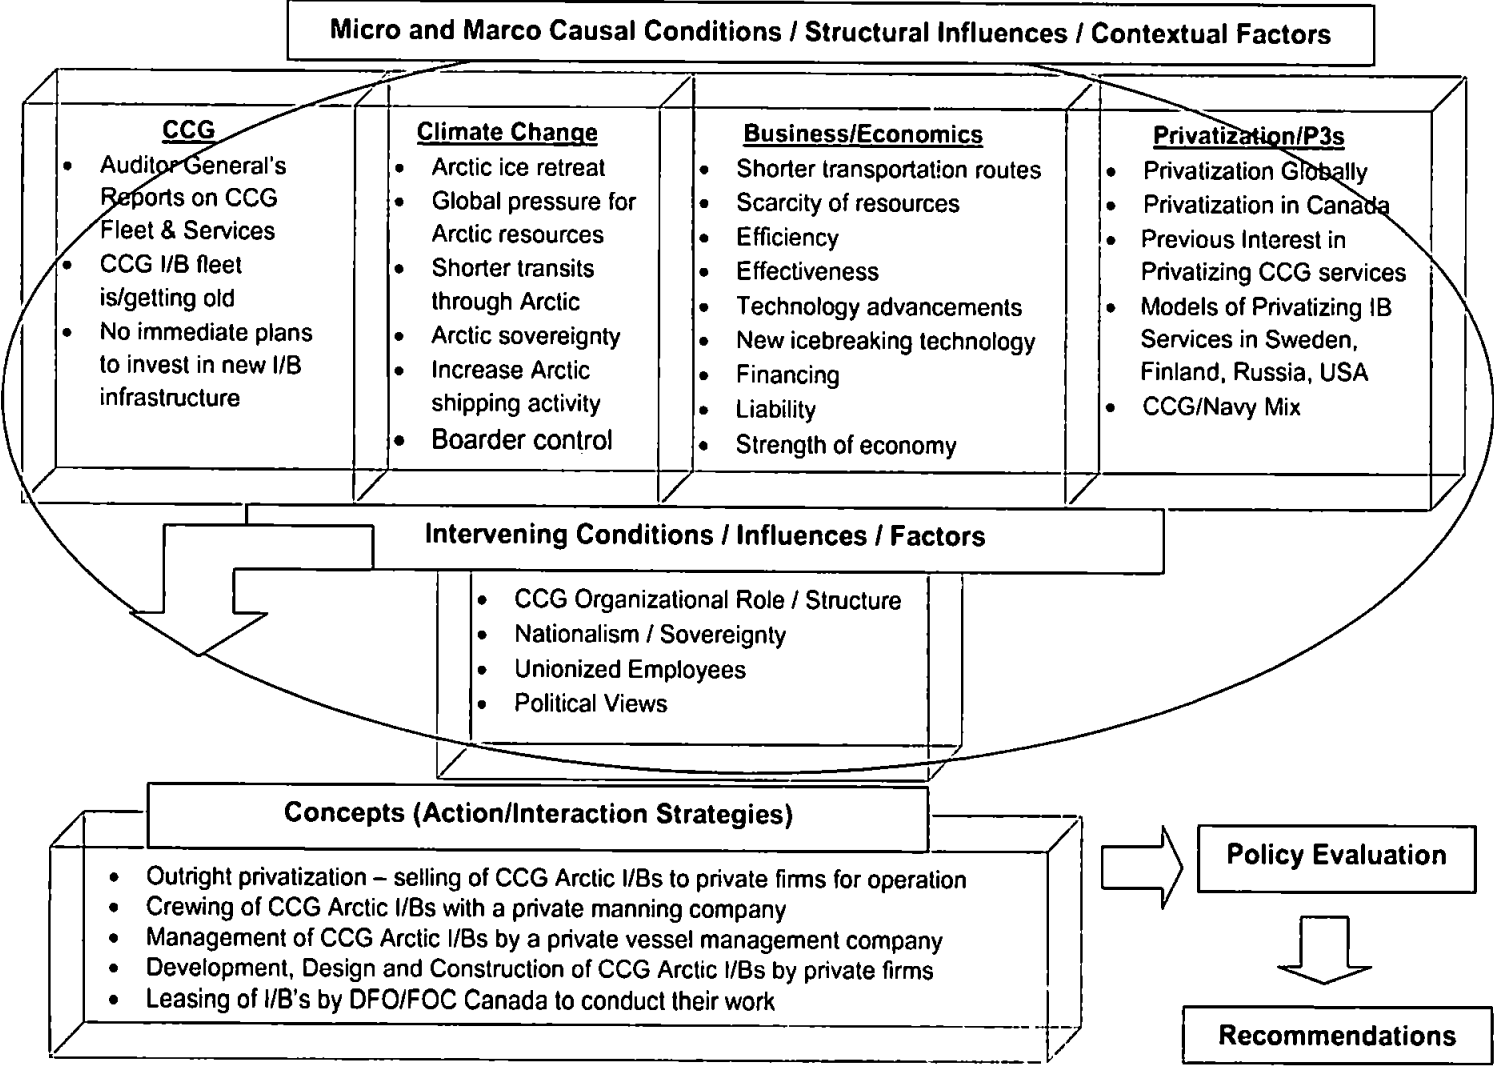 Micro and Marco Causal Conditions / Structural Influences / Contextual Factors
CCG
• Auditor General's
Reports on CCG
Fleet & Services
• CCG I/B fleet
is/getting old
• No immediate plans
to invest in new I/B
infrastructure
Climate Change
• Arctic ice retreat
• Global pressure for
Arctic resources
• Shorter transits
through Arctic
• Arctic sovereignty
• Increase Arctic
shipping activity
• Boarder control
Business/Economics
• Shorter transportation routes
• Scarcity of resources
• Efficiency
• Effectiveness
• Technology advancements
• New icebreaking technology
• Financing
• Liability
• Strength of economy
Privatization/P3s
• Privatization Globally
• Privatization in Canada
• Previous Interest in
Privatizing CCG services
• Models of Privatizing IB
Services in Sweden,
Finland, Russia, USA
• CCG/Navy Mix
Intervening Conditions / Influences / Factors
• CCG Organizational Role / Structure
• Nationalism / Sovereignty
• Unionized Employees
• Political Views
Concepts (Action/Interaction Strategies)
• Outright privatization – selling of CCG Arctic I/Bs to private firms for operation
• Crewing of CCG Arctic I/Bs with a private manning company
• Management of CCG Arctic I/Bs by a private vessel management company
• Development, Design and Construction of CCG Arctic I/Bs by private firms
• Leasing of I/B's by DFO/FOC Canada to conduct their work
Policy Evaluation
Recommendations